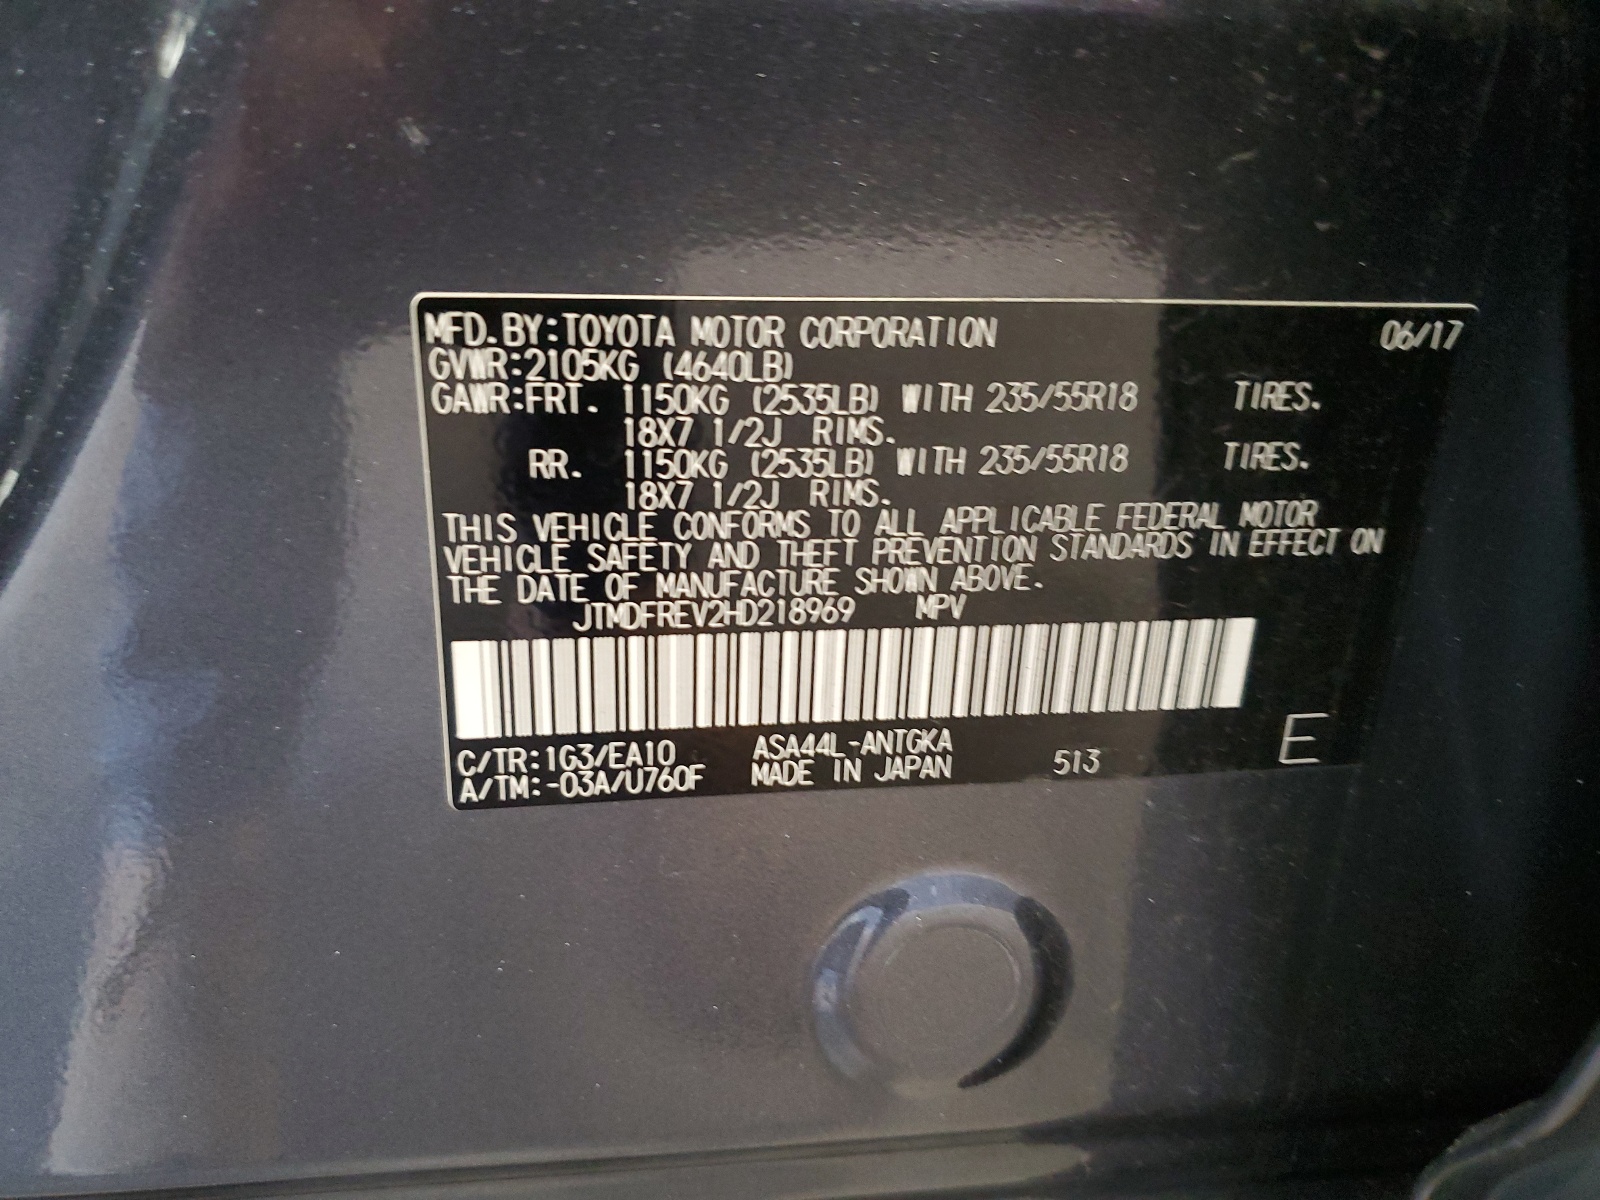 MFD. BY: TOYOTA MOTOR CORPORATION 06/17
GVWR: 2105KG (4640LB)
GAWR: FRT. 1150KG (2535LB) WITH 235/55R18 TIRES.
18X7 1/2J RIMS.
RR. 1150KG (2535LB) WITH 235/55R18 TIRES.
18X7 1/2J RIMS.
THIS VEHICLE CONFORMS TO ALL APPLICABLE FEDERAL MOTOR
VEHICLE SAFETY AND THEFT PREVENTION STANDARDS IN EFFECT ON
THE DATE OF MANUFACTURE SHOWN ABOVE.
JTMDFREV2HD218969 MPV
C/TR: 1G3/EA10 ASA44L-ANTGKA 513 E
A/TM: -03A/U760F MADE IN JAPAN